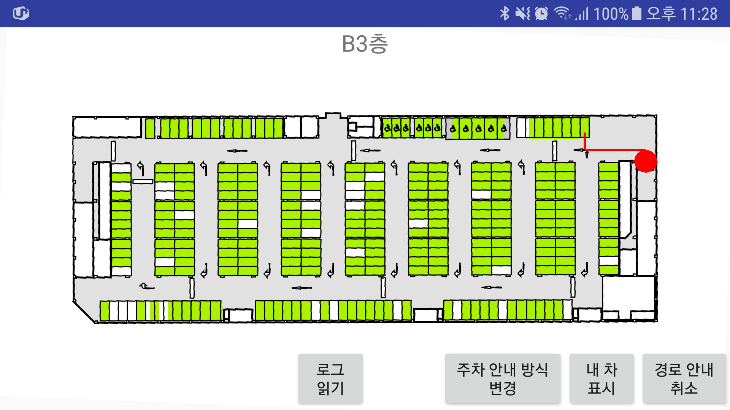 100% 오후 11:28
B3층
로그
읽기
주차 안내 방식
변경
내 차
표시
경로 안내
취소